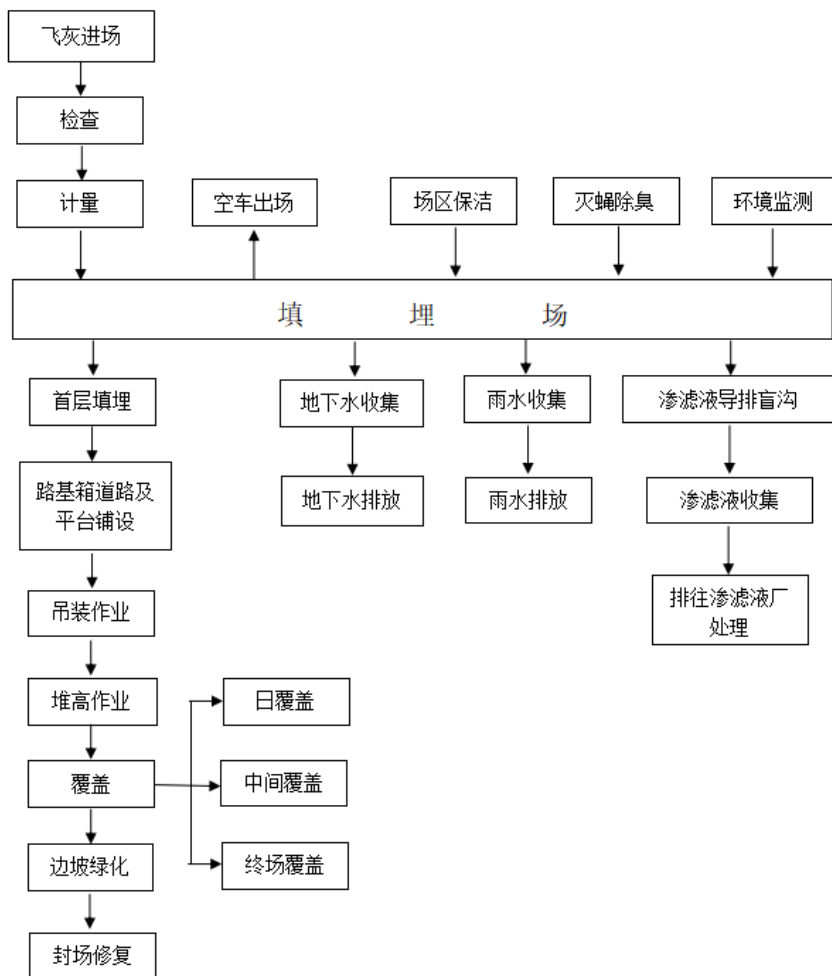 飞灰进场
检查
计量
空车出场
场区保洁
灭蝇除臭
环境监测
填 埋 场
首层填埋
地下水收集
雨水收集
渗滤液导排盲沟
路基箱道路及
平台铺设
地下水排放
雨水排放
渗滤液收集
吊装作业
排往渗滤液厂
处理
堆高作业
日覆盖
覆盖
中间覆盖
边坡绿化
终场覆盖
封场修复